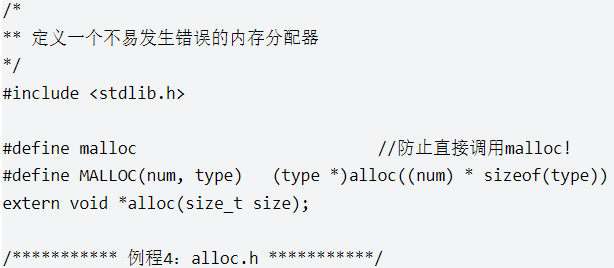 /*
** 定义一个不易发生错误的内存分配器
*/
#include <stdlib.h>
#define malloc //防止直接调用malloc!
#define MALLOC(num, type) (type *)alloc((num) * sizeof(type))
extern void *alloc(size_t size);
/*********** 例程4：alloc.h ***********/